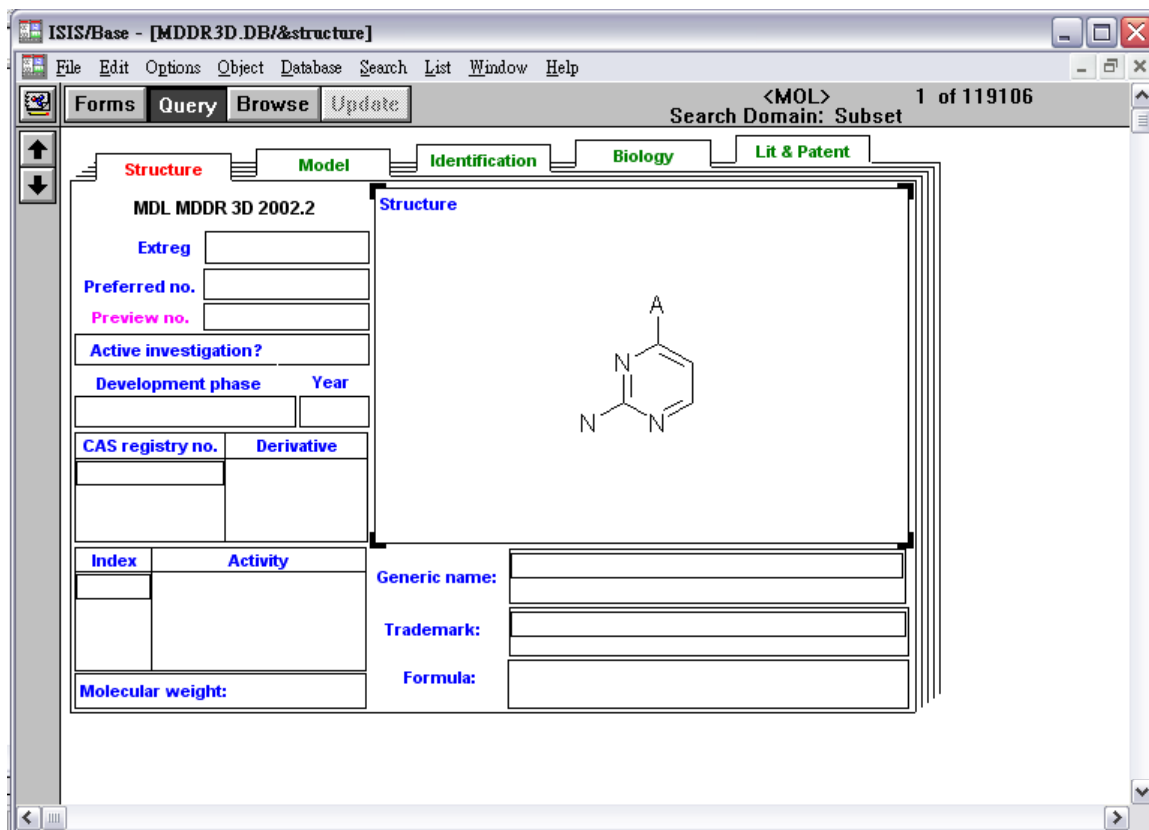 ISIS/Base - [MDDR3D.DB/&structure]
File Edit Options Object Database Search List Window Help
Forms Query Browse Update
<MOL> 1 of 119106
Search Domain: Subset
Structure Model Identification Biology Lit & Patent
MDL MDDR 3D 2002.2
Structure
Extreg
Preferred no.
Preview no.
Active investigation?
Development phase Year
CAS registry no. Derivative
A
N
N N
Index Activity
Generic name:
Trademark:
Formula:
Molecular weight: